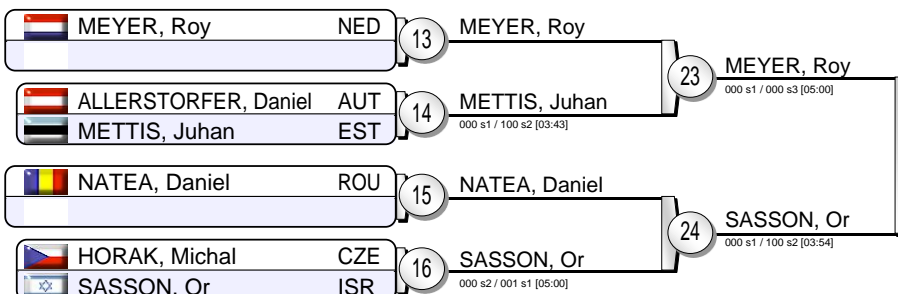 MEYER, Roy NED
13
MEYER, Roy
23
MEYER, Roy
000 s1 / 000 s3 [05:00]
ALLERSTORFER, Daniel AUT
METTIS, Juhan EST
14
METTIS, Juhan
000 s1 / 100 s2 [03:43]
NATEA, Daniel ROU
15
NATEA, Daniel
24
SASSON, Or
000 s1 / 100 s2 [03:54]
HORAK, Michal CZE
SASSON, Or ISR
16
SASSON, Or
000 s2 / 001 s1 [05:00]